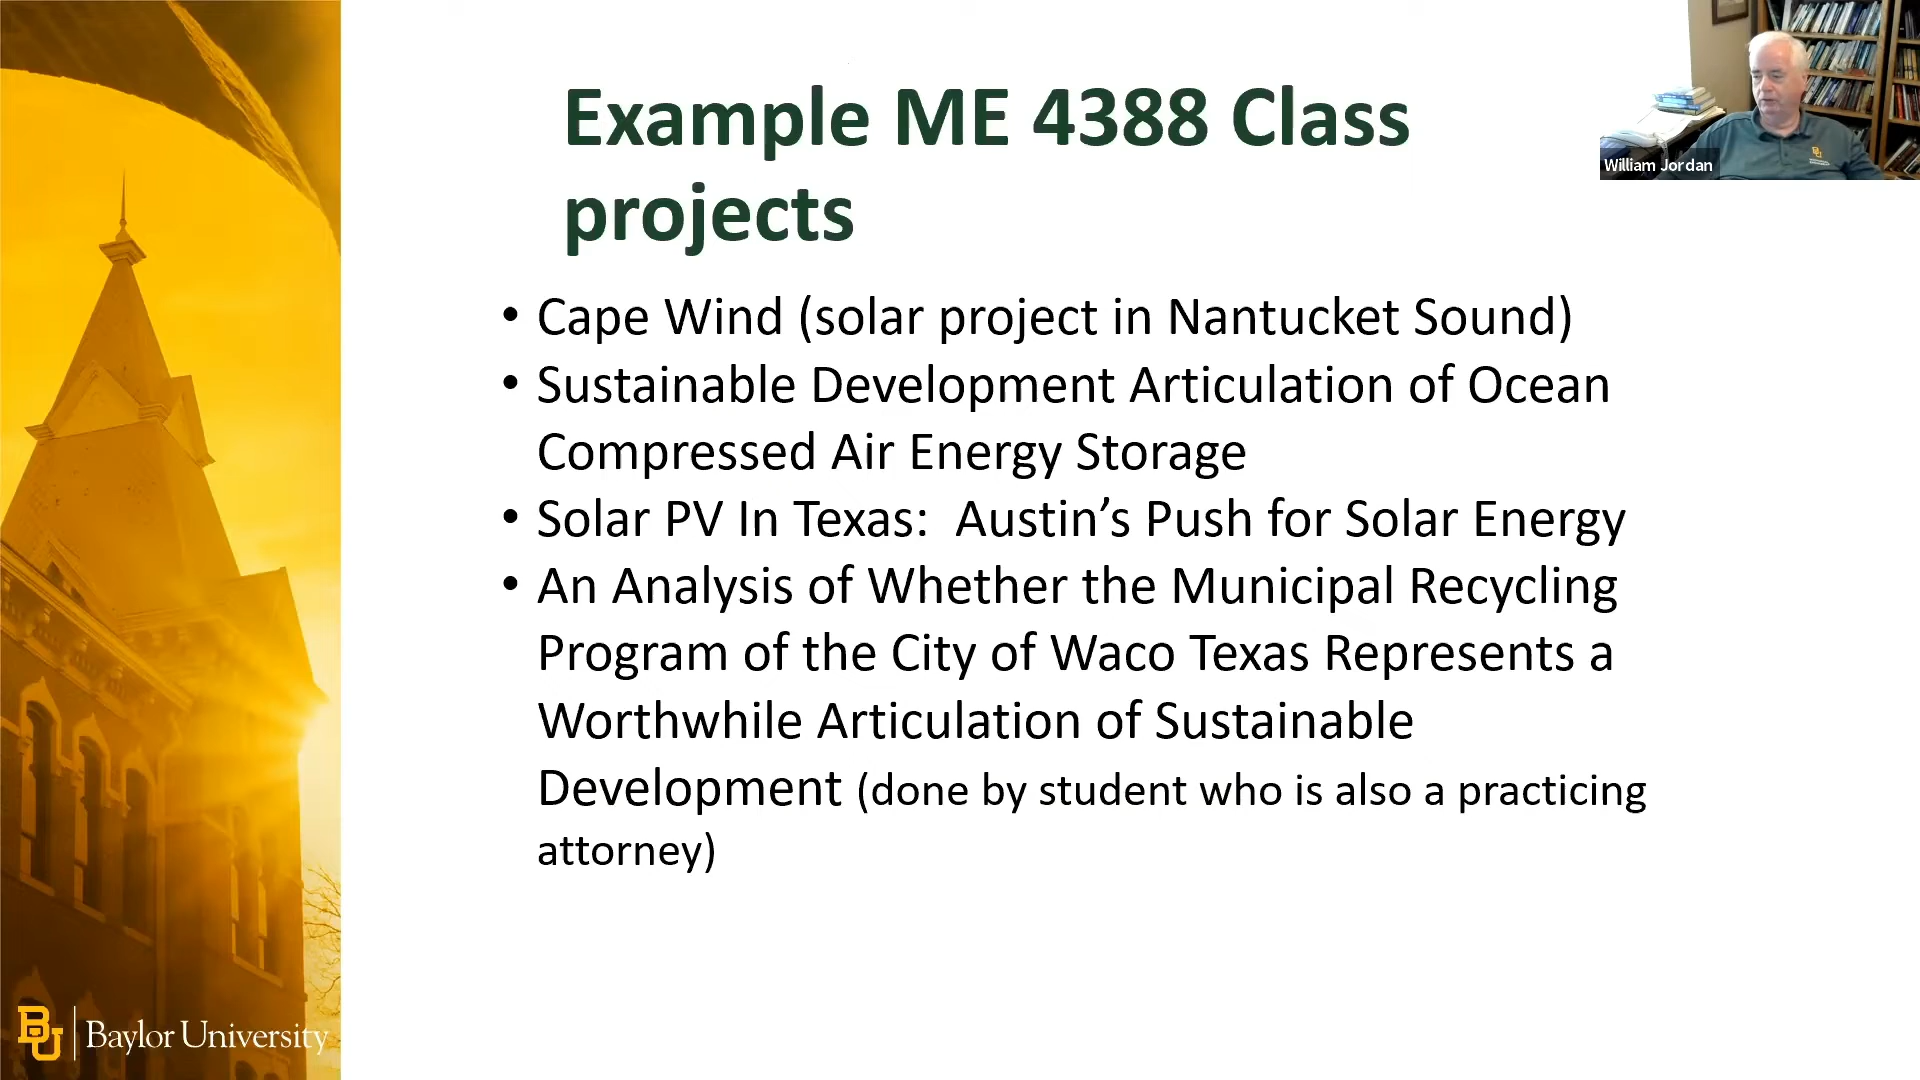 Example ME 4388 Class
projects
William Jordan
• Cape Wind (solar project in Nantucket Sound)
• Sustainable Development Articulation of Ocean
Compressed Air Energy Storage
• Solar PV In Texas:  Austin’s Push for Solar Energy
• An Analysis of Whether the Municipal Recycling
Program of the City of Waco Texas Represents a
Worthwhile Articulation of Sustainable
Development (done by student who is also a practicing
attorney)
BU | Baylor University